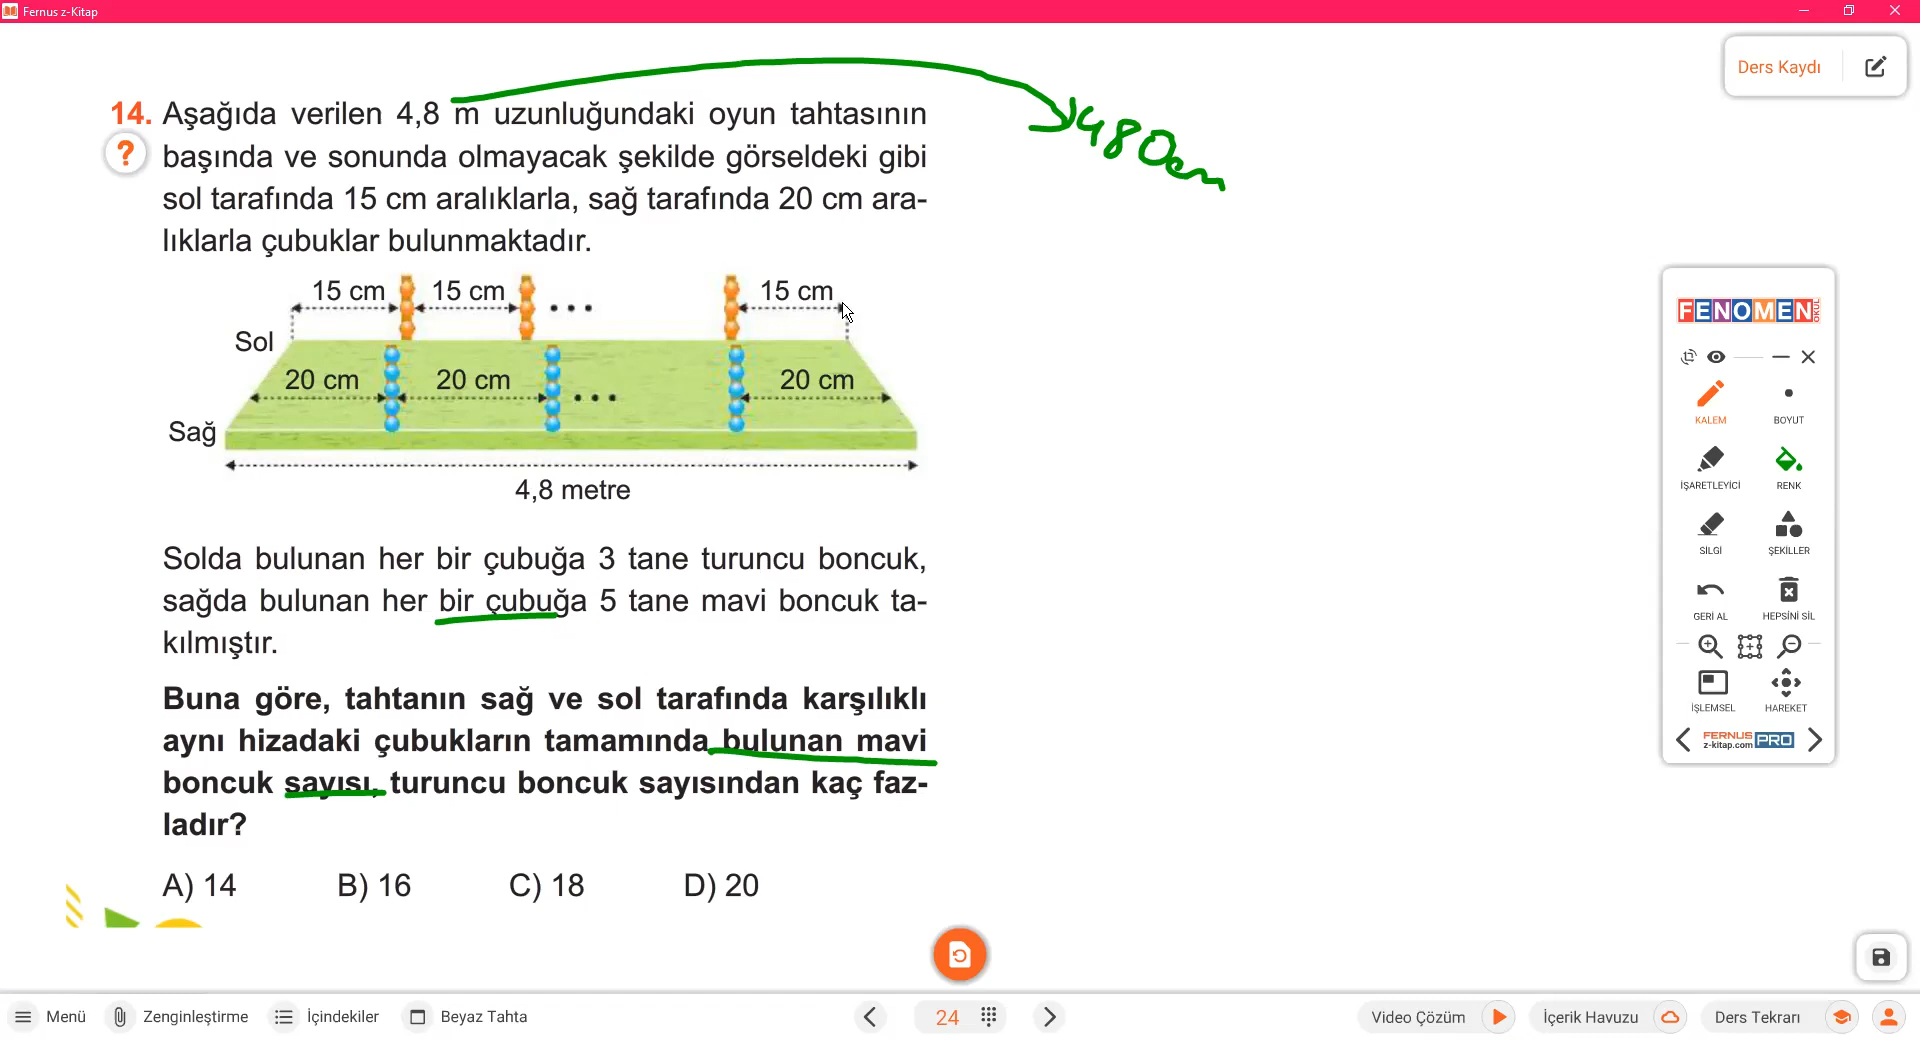 Fernus z-Kitap
Ders Kaydı
14. Aşağıda verilen 4,8 m uzunluğundaki oyun tahtasının
? başında ve sonunda olmayacak şekilde görseldeki gibi
sol tarafında 15 cm aralıklarla, sağ tarafında 20 cm ara-
lıklarla çubuklar bulunmaktadır.
480cm
15 cm 15 cm ... 15 cm
Sol
20 cm 20 cm ... 20 cm
Sağ
4,8 metre
Solda bulunan her bir çubuğa 3 tane turuncu boncuk,
sağda bulunan her bir çubuğa 5 tane mavi boncuk ta-
kılmıştır.
Buna göre, tahtanın sağ ve sol tarafında karşılıklı
aynı hizadaki çubukların tamamında bulunan mavi
boncuk sayısı, turuncu boncuk sayısından kaç faz-
ladır?
A) 14 B) 16 C) 18 D) 20
FENOMEN OKUL
KALEM BOYUT
İŞARETLEYİCİ RENK
SİLGİ ŞEKİLLER
GERİ AL HEPSİNİ SİL
İŞLEMSEL HAREKET
FERNUS z-kitap.com PRO
Menü Zenginleştirme İçindekiler Beyaz Tahta 24 Video Çözüm İçerik Havuzu Ders Tekrarı